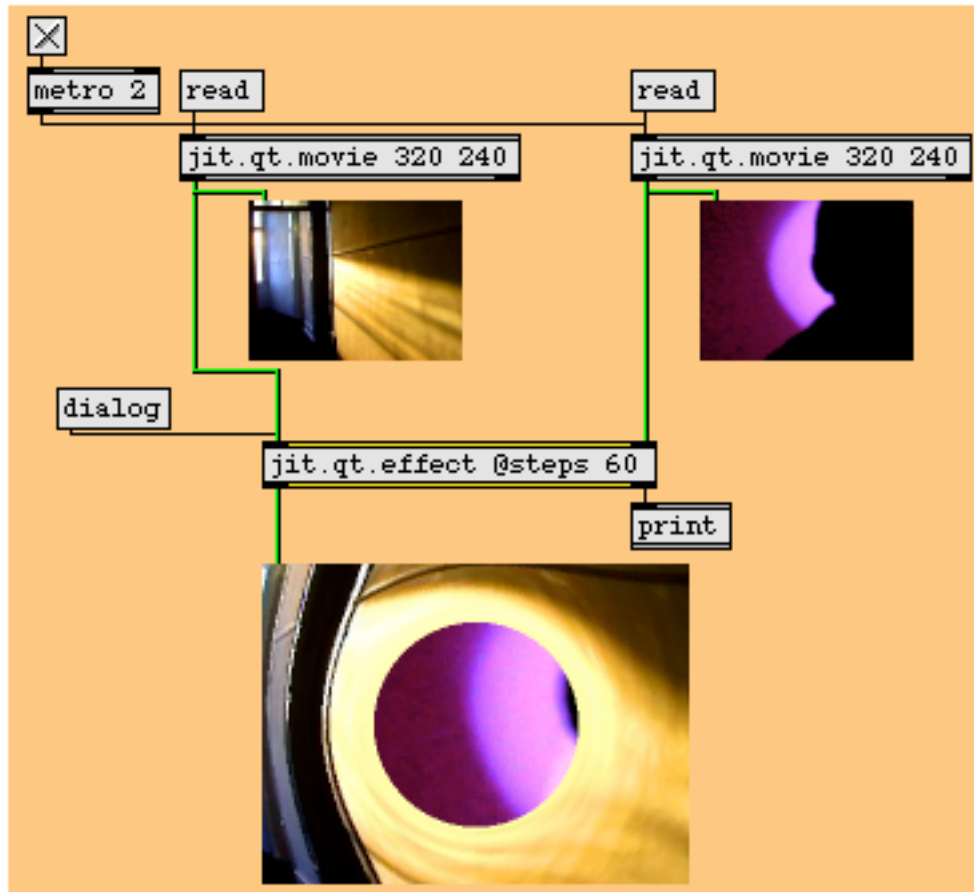 metro 2
read
read
jit.qt.movie 320 240
jit.qt.movie 320 240
dialog
jit.qt.effect @steps 60
print